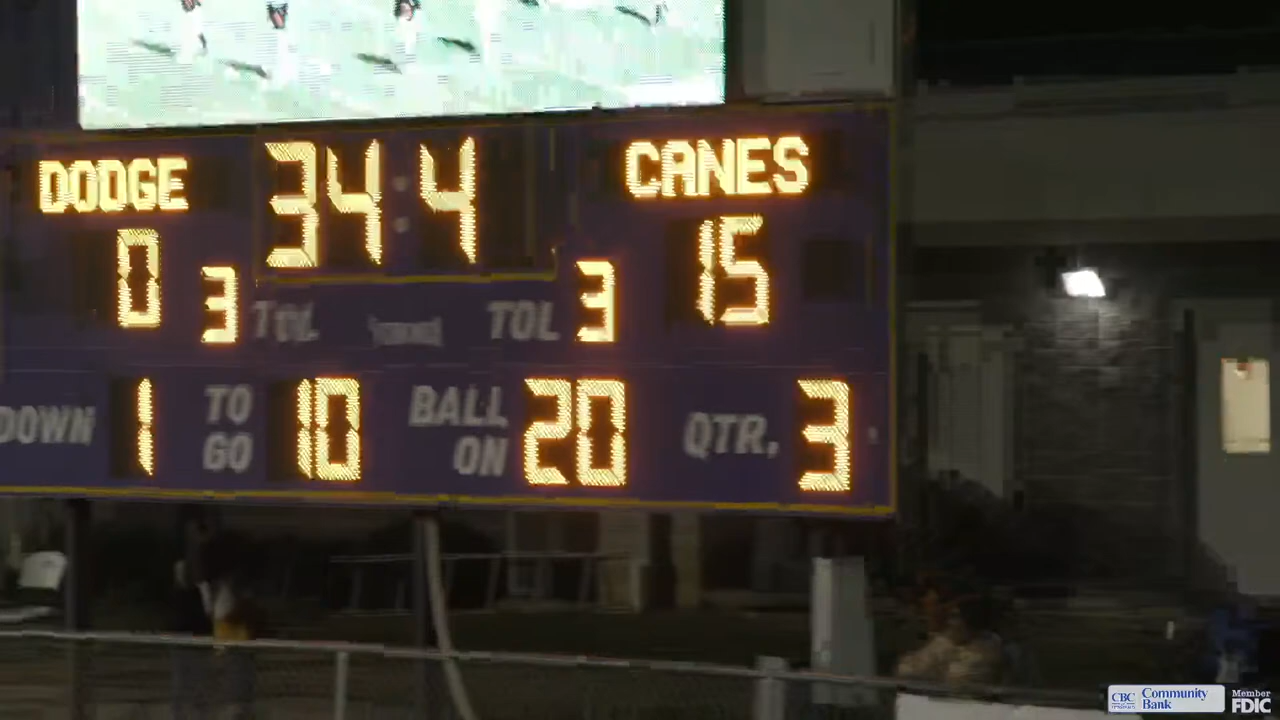 DODGE 34:4 CANES
0 3 TOL TOL 3 15
DOWN 1 TO GO 10 BALL ON 20 QTR. 3
CBC Community Bank Member FDIC